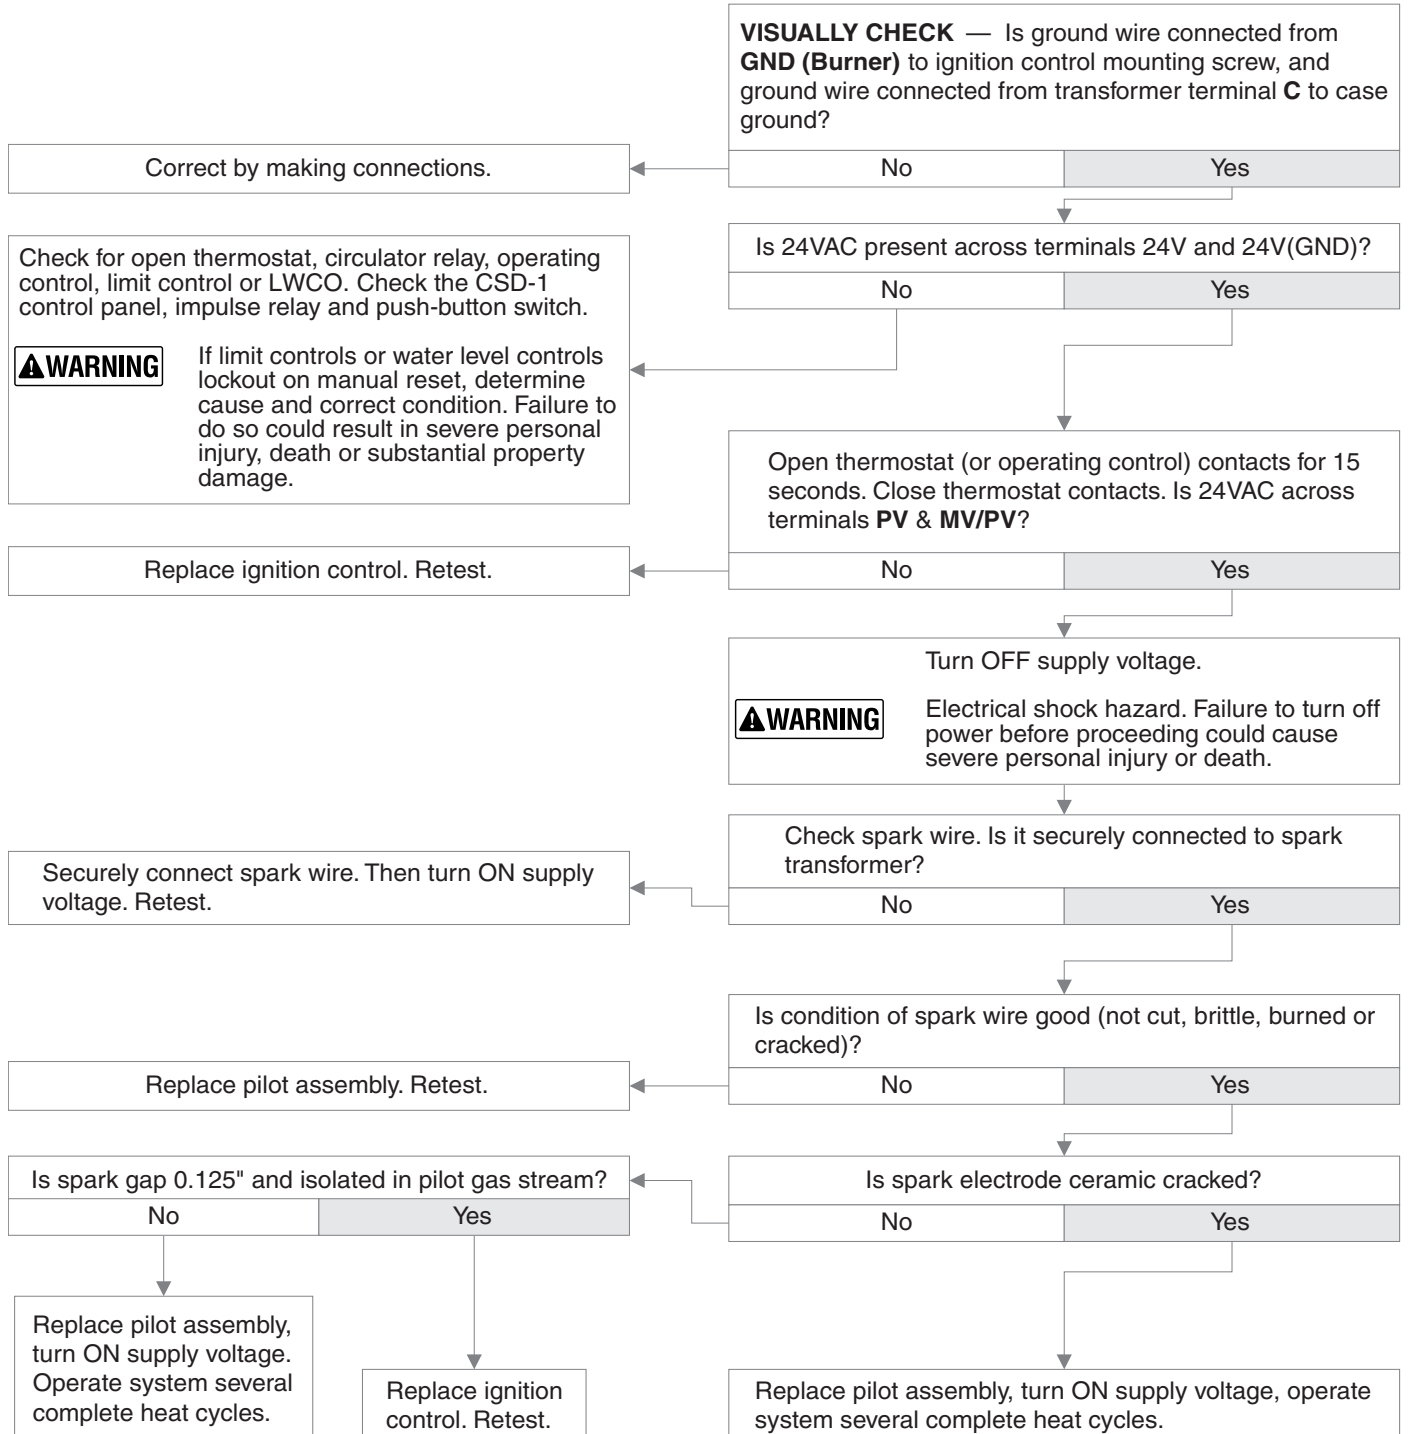 VISUALLY CHECK — Is ground wire connected from
GND (Burner) to ignition control mounting screw, and
ground wire connected from transformer terminal C to case
ground?
No
Yes
Correct by making connections.
Is 24VAC present across terminals 24V and 24V(GND)?
No
Yes
Check for open thermostat, circulator relay, operating
control, limit control or LWCO. Check the CSD-1
control panel, impulse relay and push-button switch.
WARNING
If limit controls or water level controls
lockout on manual reset, determine
cause and correct condition. Failure to
do so could result in severe personal
injury, death or substantial property
damage.
Open thermostat (or operating control) contacts for 15
seconds. Close thermostat contacts. Is 24VAC across
terminals PV & MV/PV?
No
Yes
Replace ignition control. Retest.
Turn OFF supply voltage.
WARNING
Electrical shock hazard. Failure to turn off
power before proceeding could cause
severe personal injury or death.
Check spark wire. Is it securely connected to spark
transformer?
No
Yes
Securely connect spark wire. Then turn ON supply
voltage. Retest.
Is condition of spark wire good (not cut, brittle, burned or
cracked)?
No
Yes
Replace pilot assembly. Retest.
Is spark electrode ceramic cracked?
No
Yes
Is spark gap 0.125" and isolated in pilot gas stream?
No
Yes
Replace pilot assembly,
turn ON supply voltage.
Operate system several
complete heat cycles.
Replace ignition
control. Retest.
Replace pilot assembly, turn ON supply voltage, operate
system several complete heat cycles.